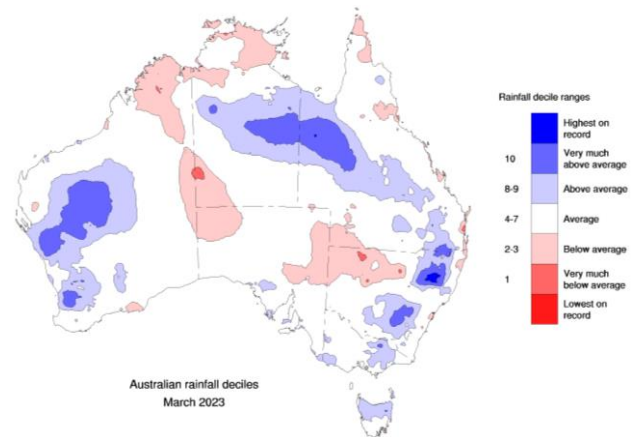 Rainfall decile ranges
Highest on
record
10
Very much
above average
8-9
Above average
4-7
Average
2-3
Below average
1
Very much
below average
Lowest on
record
Australian rainfall deciles
March 2023